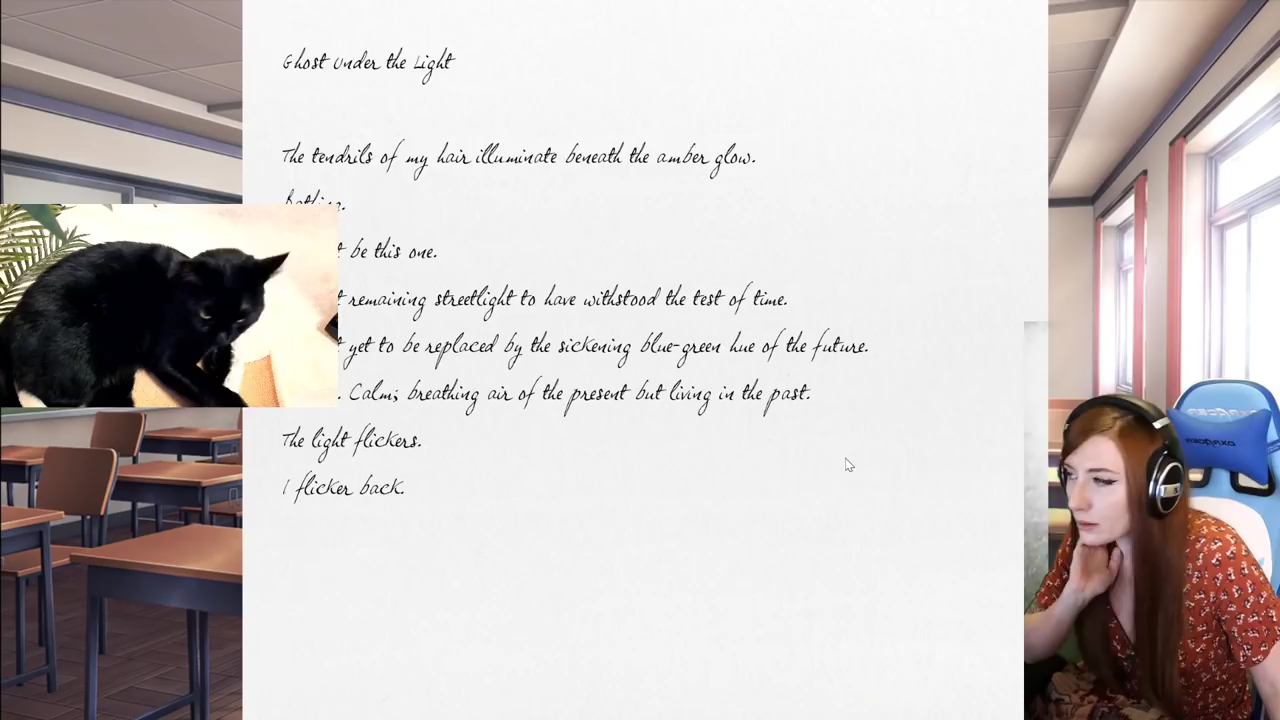 Ghost Under the Light
The tendrils of my hair illuminate beneath the amber glow.
be this one.
remaining streetlight to have withstood the test of time.
yet to be replaced by the sickening blue-green hue of the future.
Calm; breathing air of the present but living in the past.
The light flickers.
I flicker back.